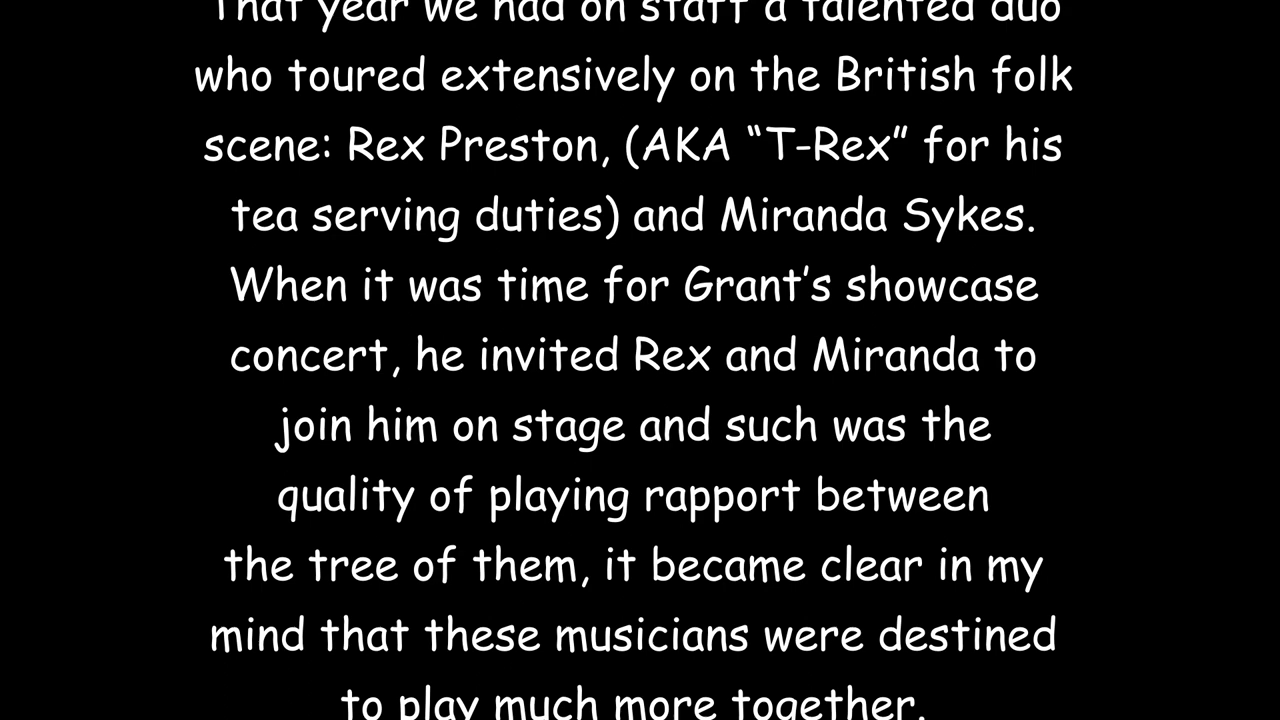 That year we had on staff a talented duo
who toured extensively on the British folk
scene: Rex Preston, (AKA “T-Rex” for his
tea serving duties) and Miranda Sykes.
When it was time for Grant’s showcase
concert, he invited Rex and Miranda to
join him on stage and such was the
quality of playing rapport between
the tree of them, it became clear in my
mind that these musicians were destined
to play much more together.